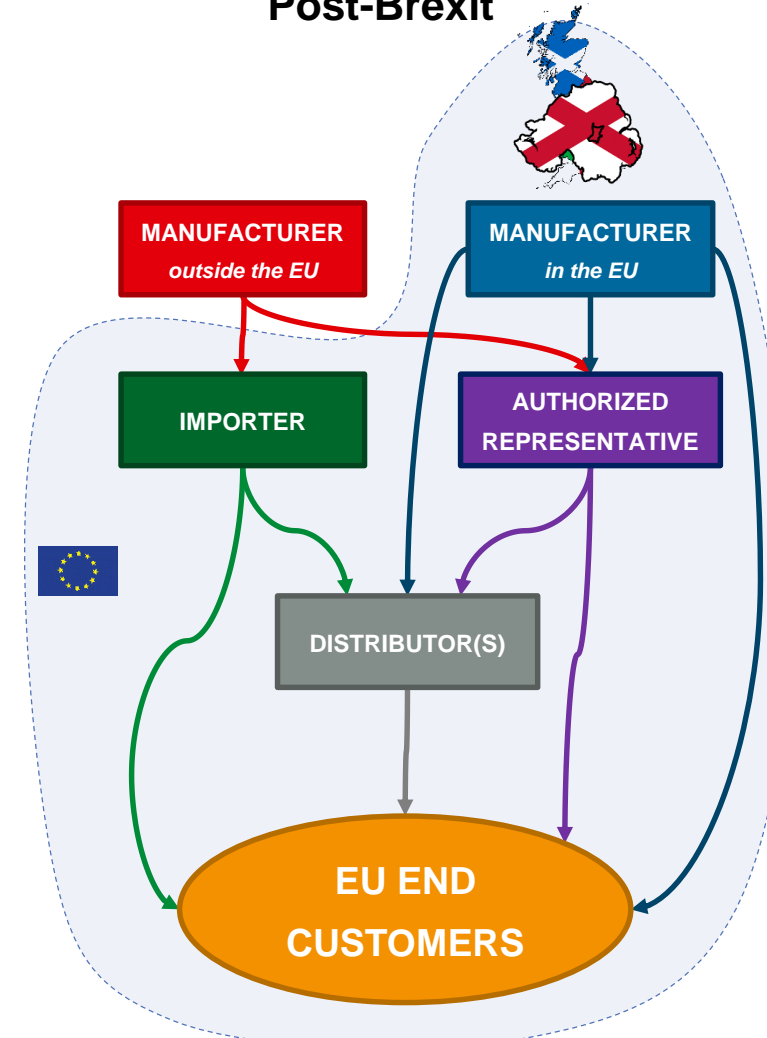 Post-Brexit
MANUFACTURER
outside the EU
MANUFACTURER
in the EU
IMPORTER
AUTHORIZED
REPRESENTATIVE
DISTRIBUTOR(S)
EU END
CUSTOMERS